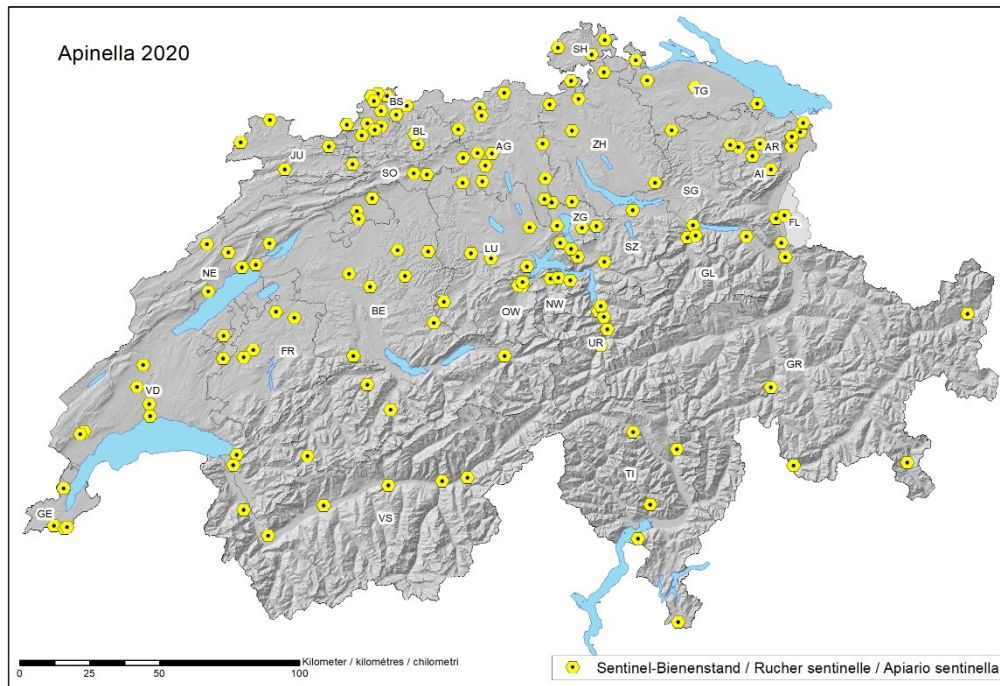 Apinella 2020
SH
TG
BS
BL
AG
ZH
AR
AI
JU
SO
SG
FL
ZG
LU
SZ
GL
NE
NW
OW
BE
UR
FR
GR
VD
TI
VS
GE
Kilometer / kilométres / chilometri
0 25 50 100
Sentinel-Bienenstand / Rucher sentinelle / Apiario sentinella